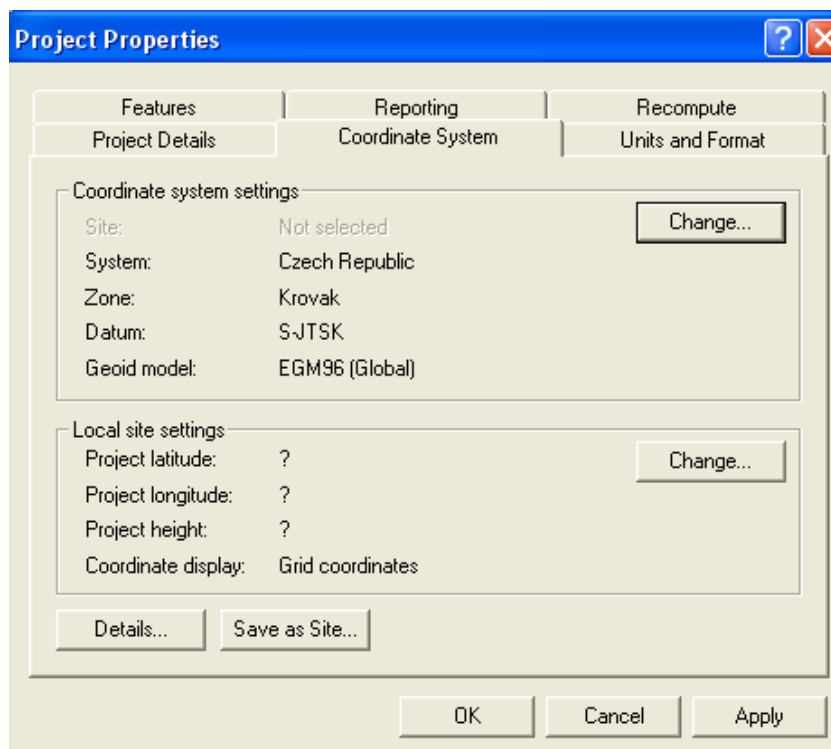 Project Properties
Features Reporting Recompute
Project Details Coordinate System Units and Format
Coordinate system settings
Site: Not selected
Change...
System: Czech Republic
Zone: Krovak
Datum: S-JTSK
Geoid model: EGM96 (Global)
Local site settings
Project latitude: ?
Change...
Project longitude: ?
Project height: ?
Coordinate display: Grid coordinates
Details... Save as Site...
OK Cancel Apply